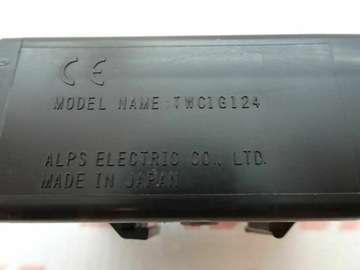 CE
MODEL NAME:TWC1G124
ALPS ELECTRIC CO., LTD.
MADE IN JAPAN